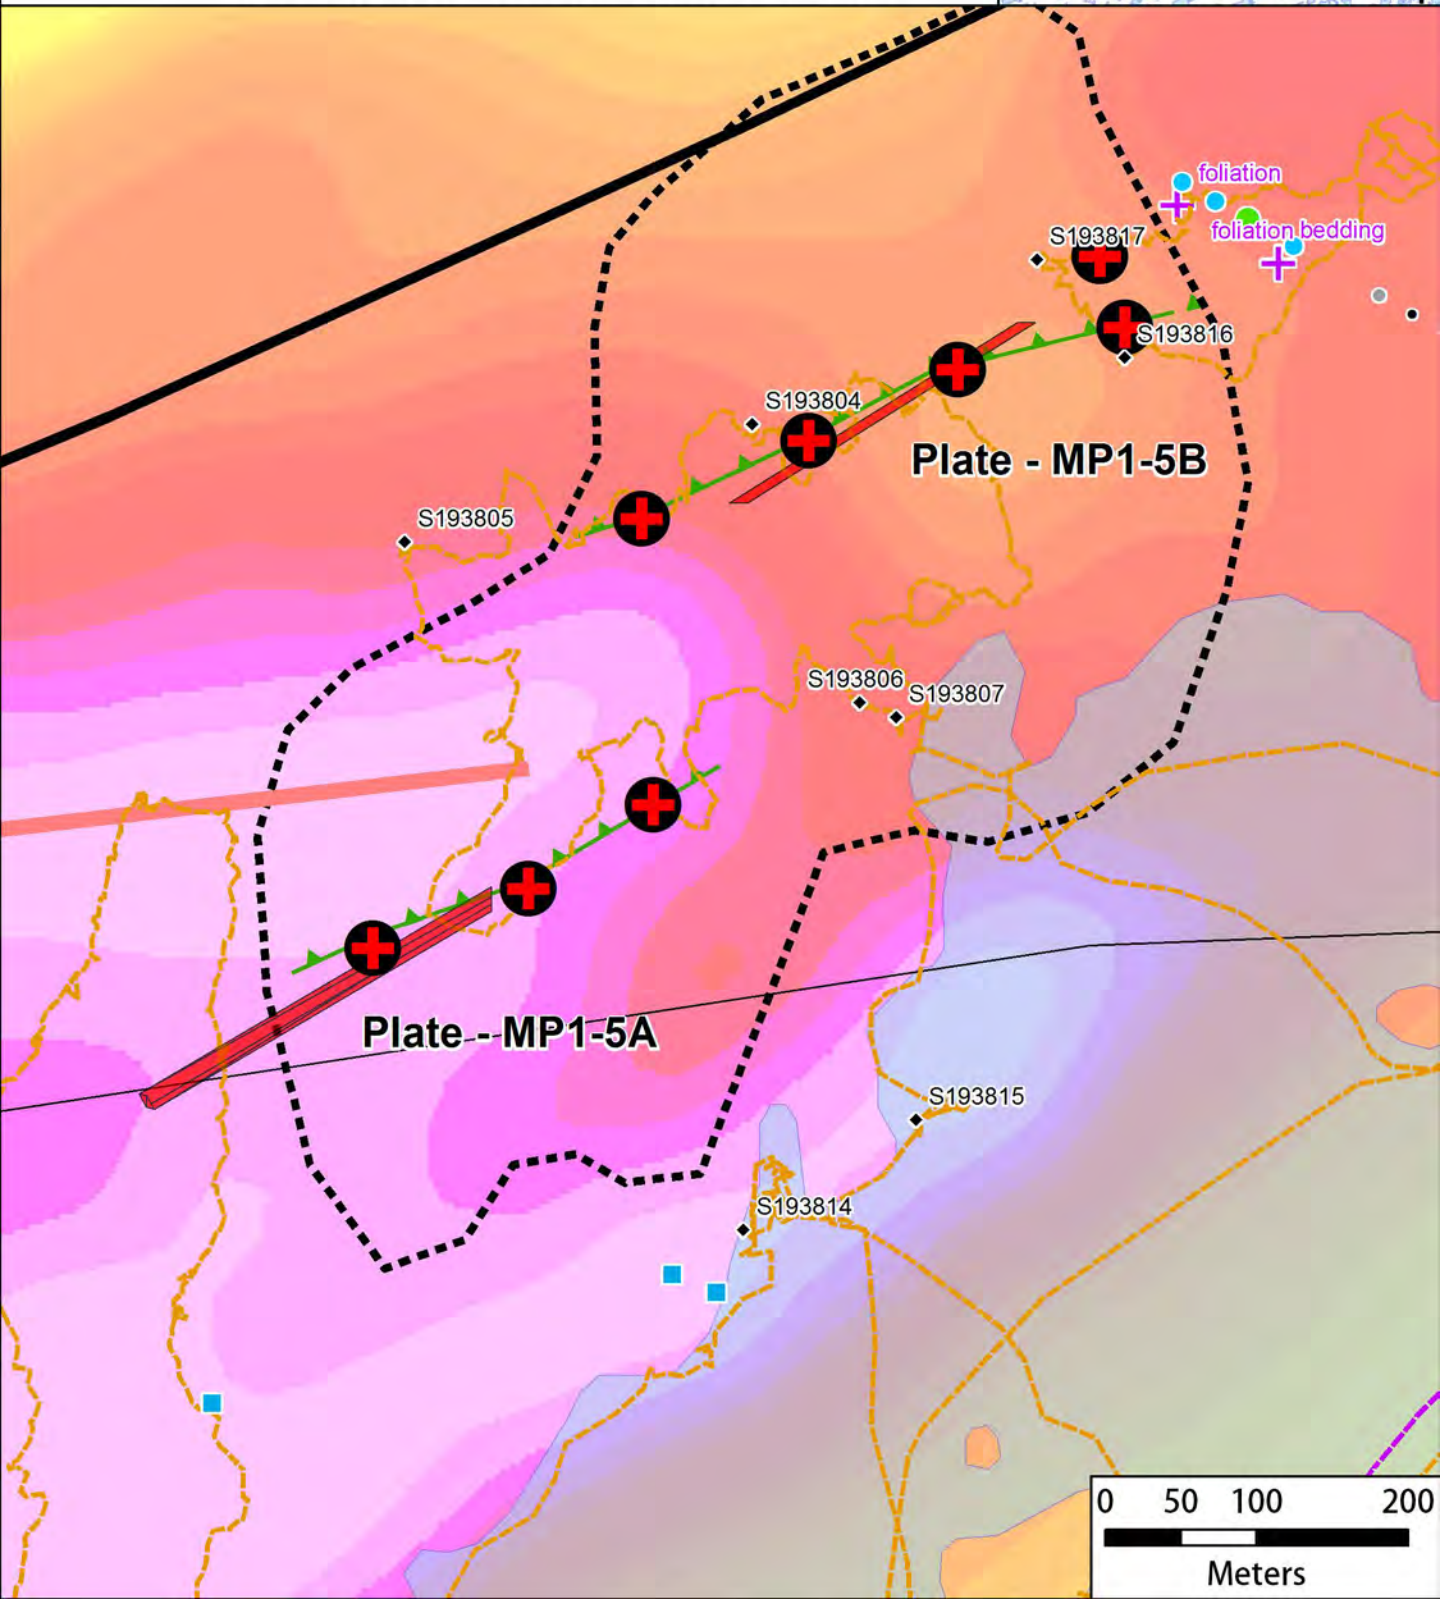 foliation
foliation bedding
S193817
S193816
S193804
Plate - MP1-5B
S193805
S193806
S193807
Plate - MP1-5A
S193815
S193814
0 50 100 200
Meters